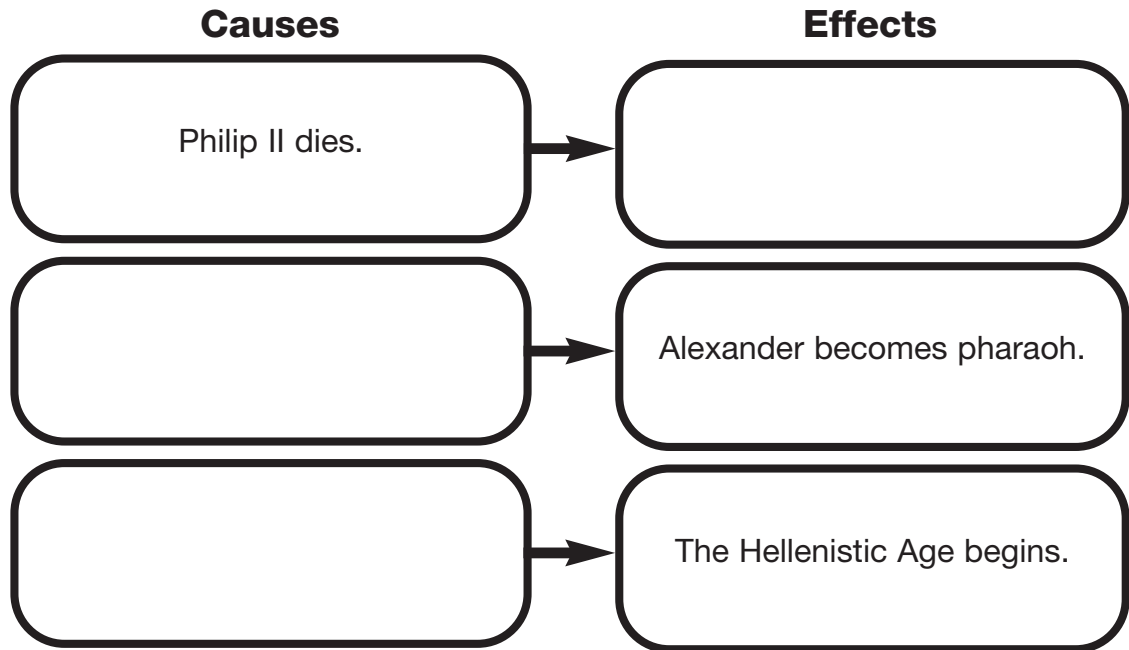 Causes
Effects
Philip II dies.
Alexander becomes pharaoh.
The Hellenistic Age begins.